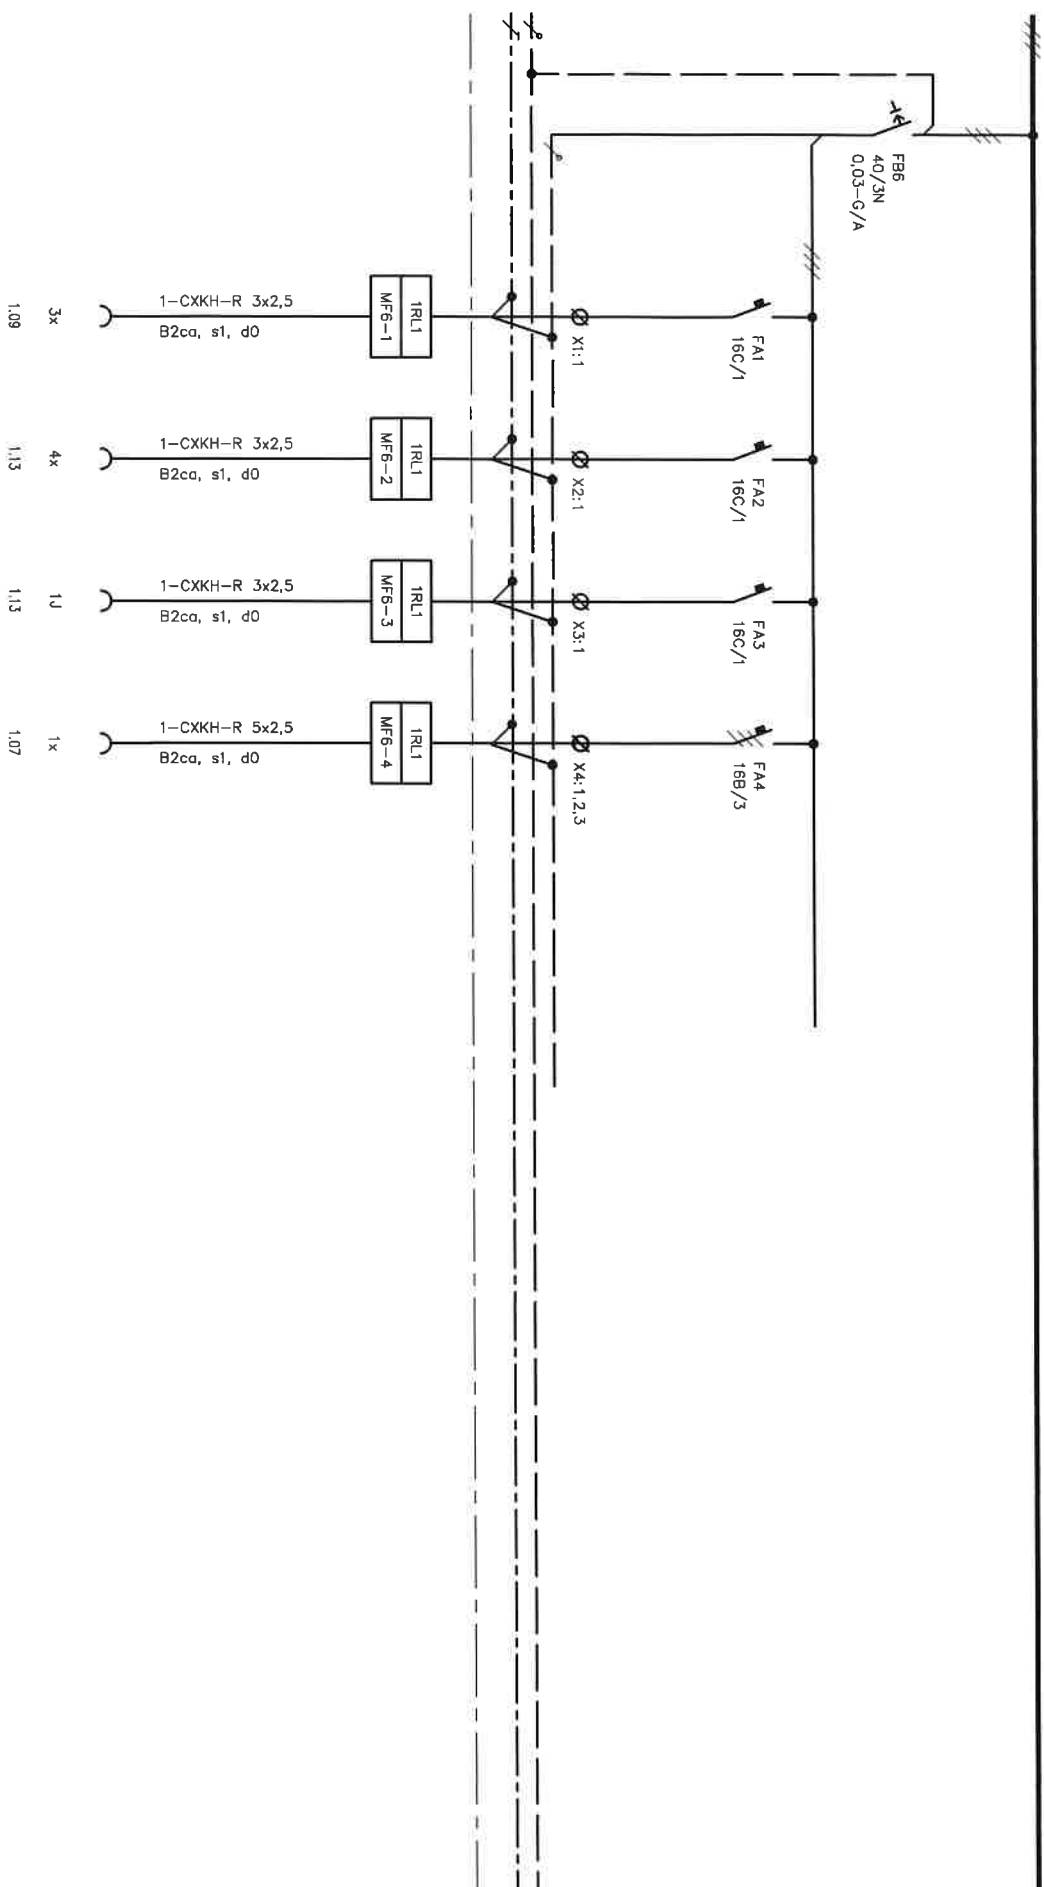 FB6
40/3N
0,03-G/A
FA1
16C/1
X1:1
1RL1
MF6-1
1-CXKH-R 3x2,5
B2ca, s1, d0
3x
1.09
FA2
16C/1
X2:1
1RL1
MF6-2
1-CXKH-R 3x2,5
B2ca, s1, d0
4x
1.13
FA3
16C/1
X3:1
1RL1
MF6-3
1-CXKH-R 3x2,5
B2ca, s1, d0
1J
1.13
FA4
16B/3
X4:1,2,3
1RL1
MF6-4
1-CXKH-R 5x2,5
B2ca, s1, d0
1x
1.07